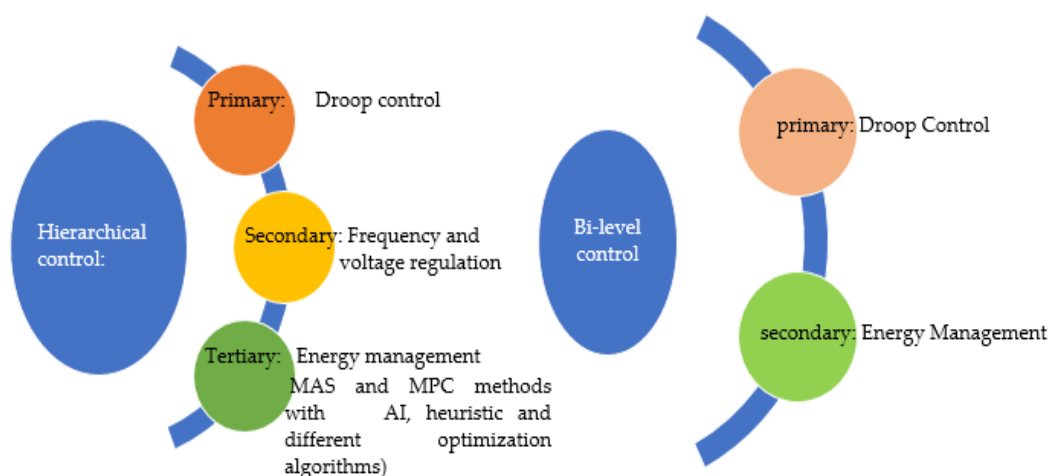 Hierarchical
control:
Primary: Droop control
Secondary: Frequency and
voltage regulation
Tertiary: Energy management
MAS and MPC methods
with AI, heuristic and
different optimization
algorithms)
Bi-level
control
primary: Droop Control
secondary: Energy Management